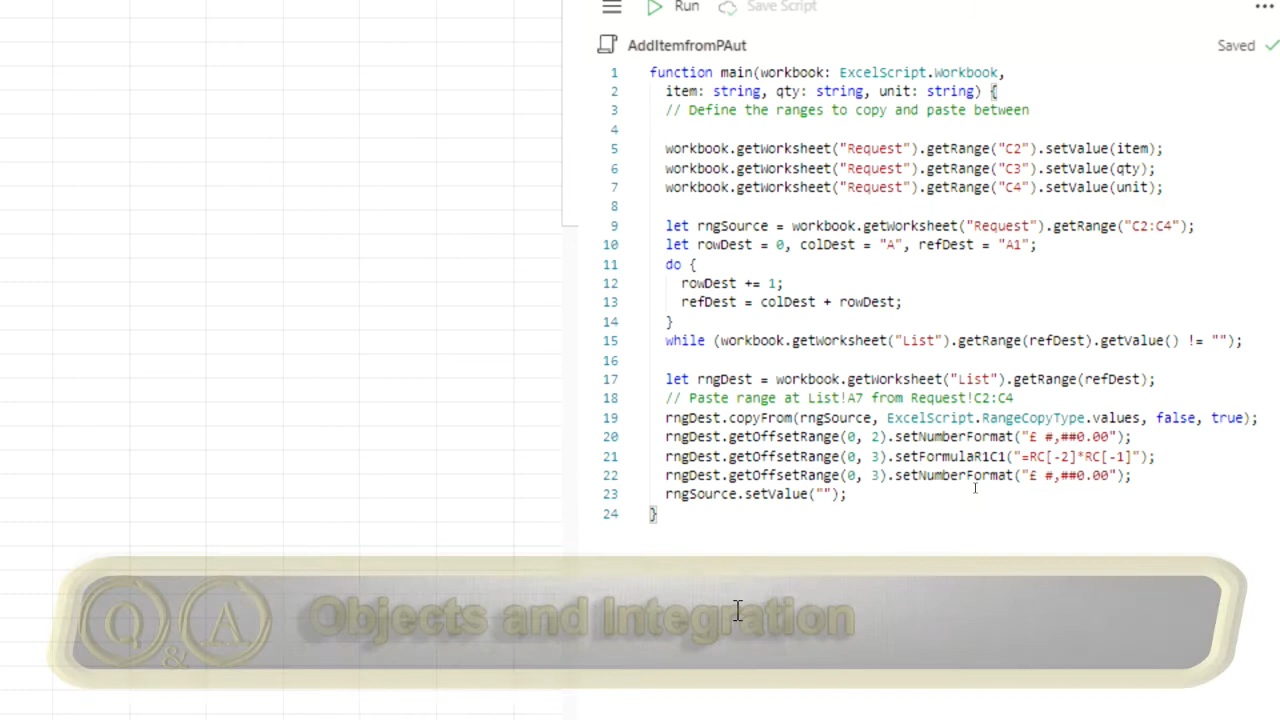 Run Save Script
AddItemfromPAut Saved
1 function main(workbook: ExcelScript.Workbook,
2 item: string, qty: string, unit: string) {
3 // Define the ranges to copy and paste between
4
5 workbook.getWorksheet("Request").getRange("C2").setValue(item);
6 workbook.getWorksheet("Request").getRange("C3").setValue(qty);
7 workbook.getWorksheet("Request").getRange("C4").setValue(unit);
8
9 let rngSource = workbook.getWorksheet("Request").getRange("C2:C4");
10 let rowDest = 0, colDest = "A", refDest = "A1";
11 do {
12 rowDest += 1;
13 refDest = colDest + rowDest;
14 }
15 while (workbook.getWorksheet("List").getRange(refDest).getValue() != "");
16
17 let rngDest = workbook.getWorksheet("List").getRange(refDest);
18 // Paste range at List!A7 from Request!C2:C4
19 rngDest.copyFrom(rngSource, ExcelScript.RangeCopyType.values, false, true);
20 rngDest.getOffsetRange(0, 2).setNumberFormat("£ #,##0.00");
21 rngDest.getOffsetRange(0, 3).setFormulaR1C1("=RC[-2]*RC[-1]");
22 rngDest.getOffsetRange(0, 3).setNumberFormat("£ #,##0.00");
23 rngSource.setValue("");
24 }
Q & A Objects and Integration